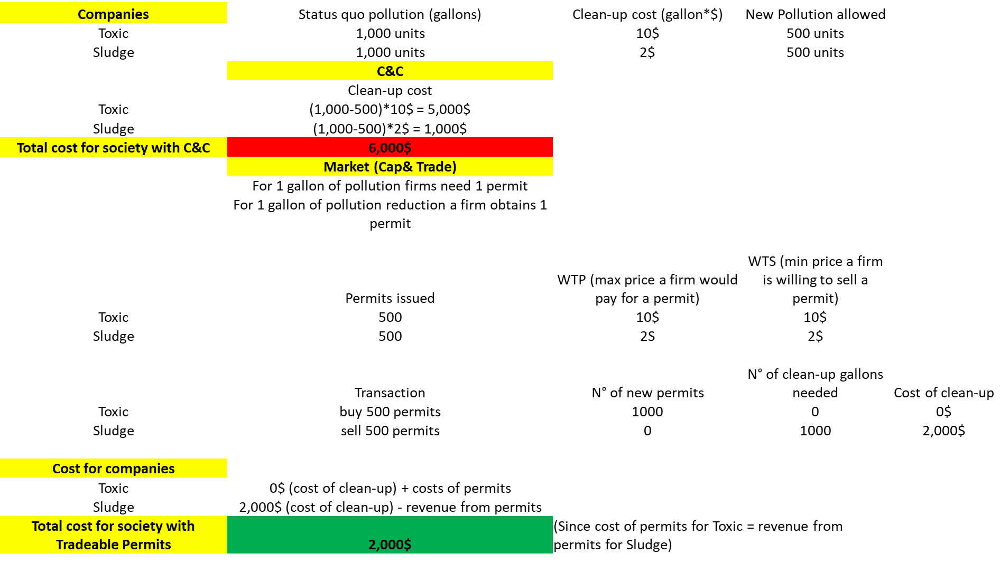 Companies Status quo pollution (gallons) Clean-up cost (gallon*$) New Pollution allowed
Toxic 1,000 units 10$ 500 units
Sludge 1,000 units 2$ 500 units
C&C
Clean-up cost
Toxic (1,000-500)*10$ = 5,000$
Sludge (1,000-500)*2$ = 1,000$
Total cost for society with C&C 6,000$
Market (Cap& Trade)
For 1 gallon of pollution firms need 1 permit
For 1 gallon of pollution reduction a firm obtains 1
permit
WTS (min price a firm
WTP (max price a firm would is willing to sell a
Permits issued pay for a permit) permit)
Toxic 500 10$ 10$
Sludge 500 2S 2$
N° of clean-up gallons
Transaction N° of new permits needed Cost of clean-up
Toxic buy 500 permits 1000 0 0$
Sludge sell 500 permits 0 1000 2,000$
Cost for companies
Toxic 0$ (cost of clean-up) + costs of permits
Sludge 2,000$ (cost of clean-up) - revenue from permits
Total cost for society with (Since cost of permits for Toxic = revenue from
Tradeable Permits 2,000$ permits for Sludge)